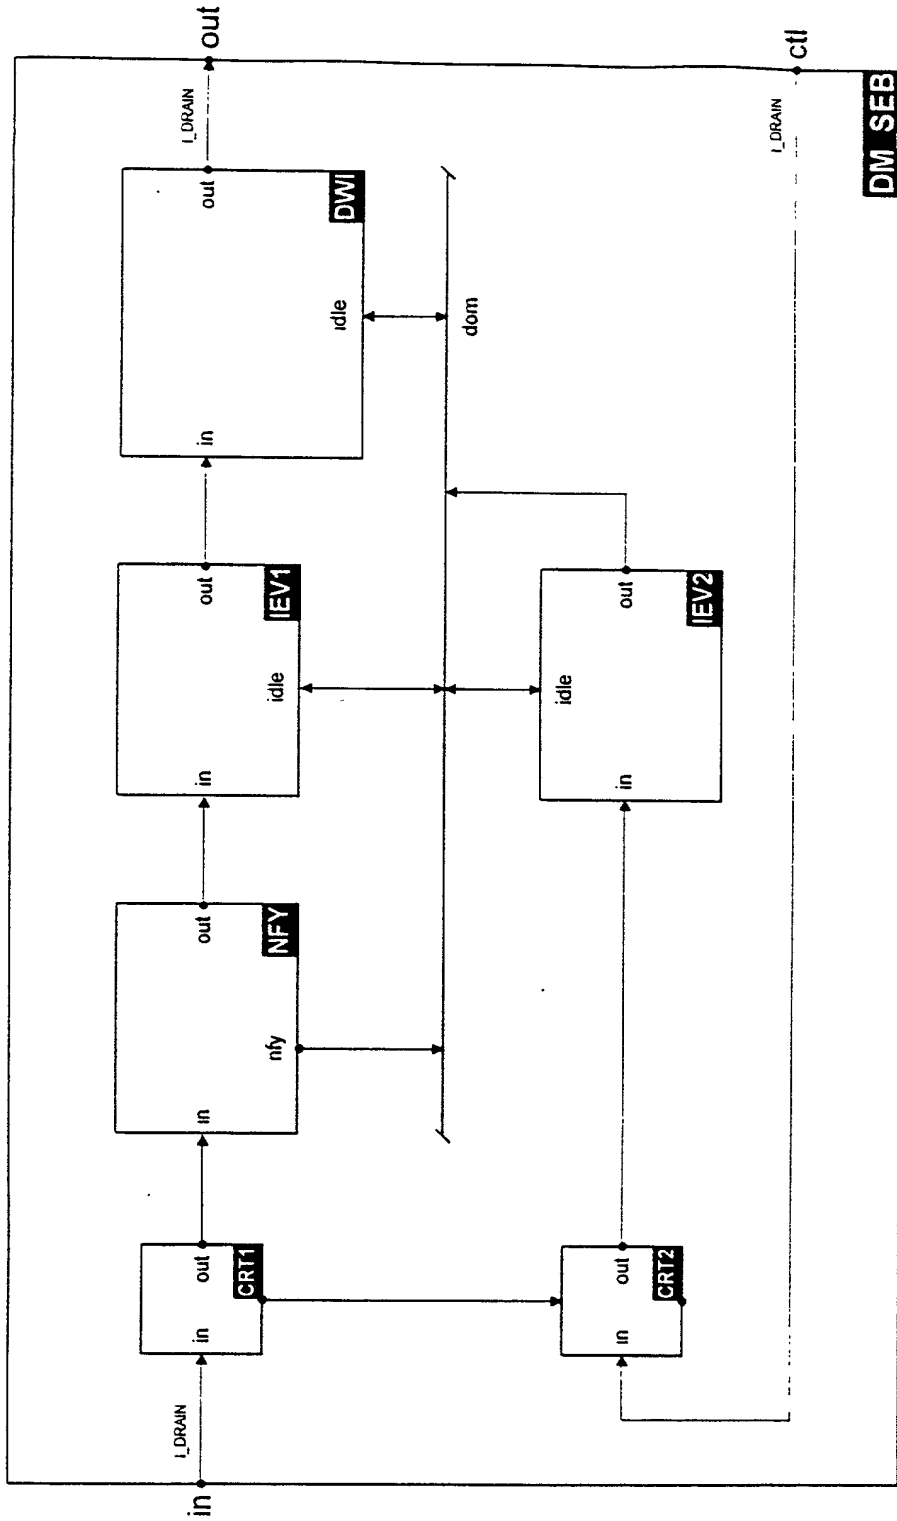 in
I_DRAIN
in
out
CRT1
in
out
nfy
NFY
in
out
idle
IEV1
in
out
idle
DWI
I_DRAIN
out
dom
in
out
CRT2
in
out
idle
IEV2
I_DRAIN
ctl
DM SEB